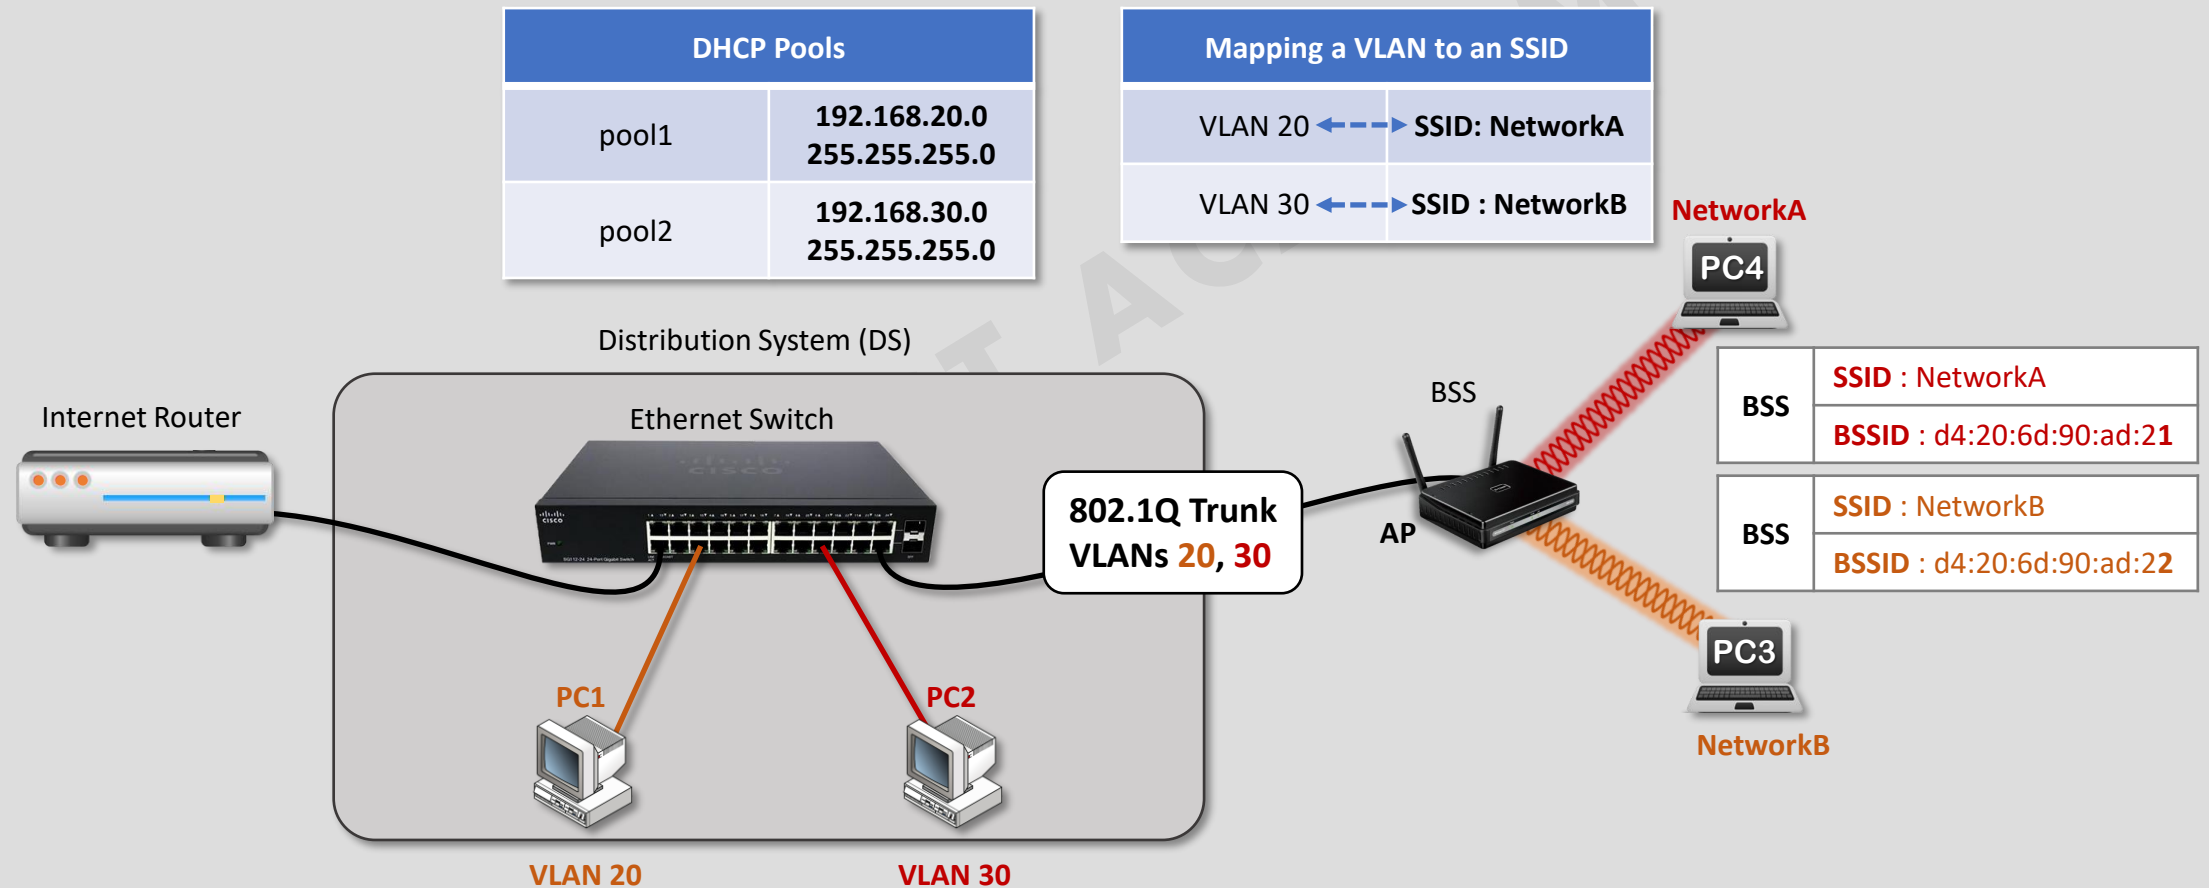 DHCP Pools
pool1
192.168.20.0
255.255.255.0
pool2
192.168.30.0
255.255.255.0
Mapping a VLAN to an SSID
VLAN 20
SSID: NetworkA
VLAN 30
SSID : NetworkB
NetworkA
PC4
Distribution System (DS)
Internet Router
Ethernet Switch
CISCO
CISCO
802.1Q Trunk
VLANs 20, 30
BSS
AP
BSS
SSID : NetworkA
BSSID : d4:20:6d:90:ad:21
BSS
SSID : NetworkB
BSSID : d4:20:6d:90:ad:22
PC3
NetworkB
PC1
PC2
VLAN 20
VLAN 30